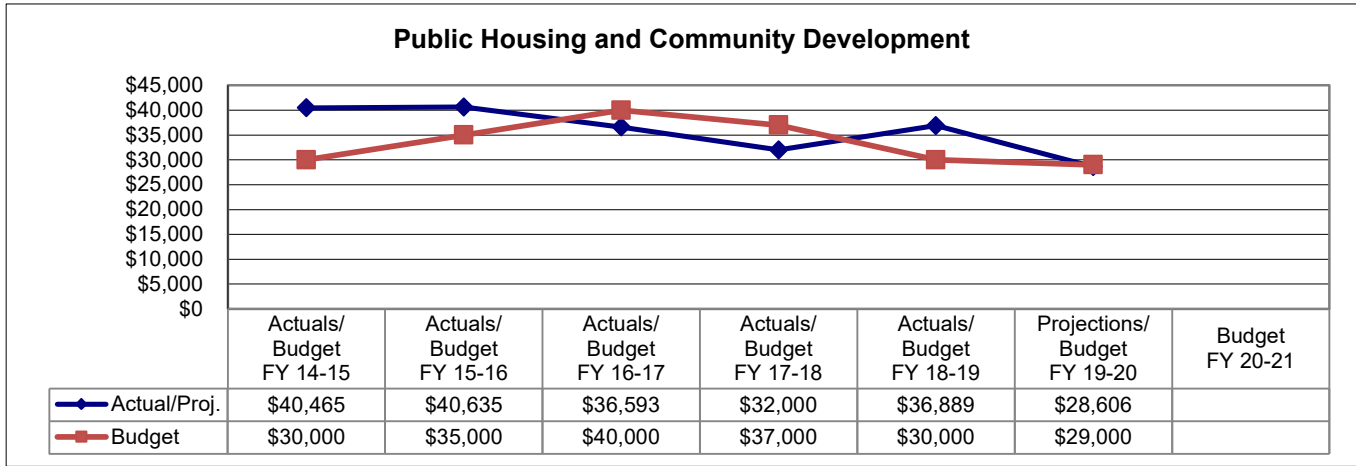 Public Housing and Community Development
$45,000
$40,000
$35,000
$30,000
$25,000
$20,000
$15,000
$10,000
$5,000
$0
Actuals/ Actuals/ Actuals/ Actuals/ Actuals/ Projections/ Budget
Budget Budget Budget Budget Budget Budget FY 20-21
FY 14-15 FY 15-16 FY 16-17 FY 17-18 FY 18-19 FY 19-20
Actual/Proj. $40,465 $40,635 $36,593 $32,000 $36,889 $28,606
Budget $30,000 $35,000 $40,000 $37,000 $30,000 $29,000